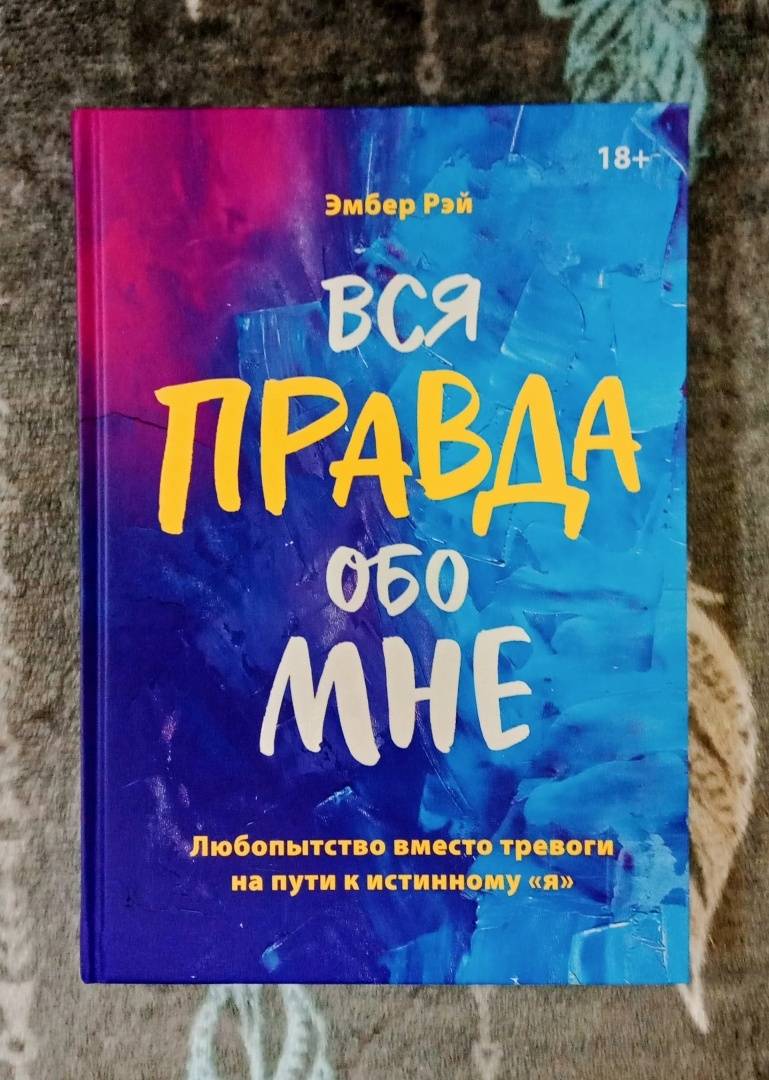 18+
Эмбер Рэй
ВСЯ
ПРАВДА
ОБО
МНЕ
Любопытство вместо тревоги
на пути к истинному «я»